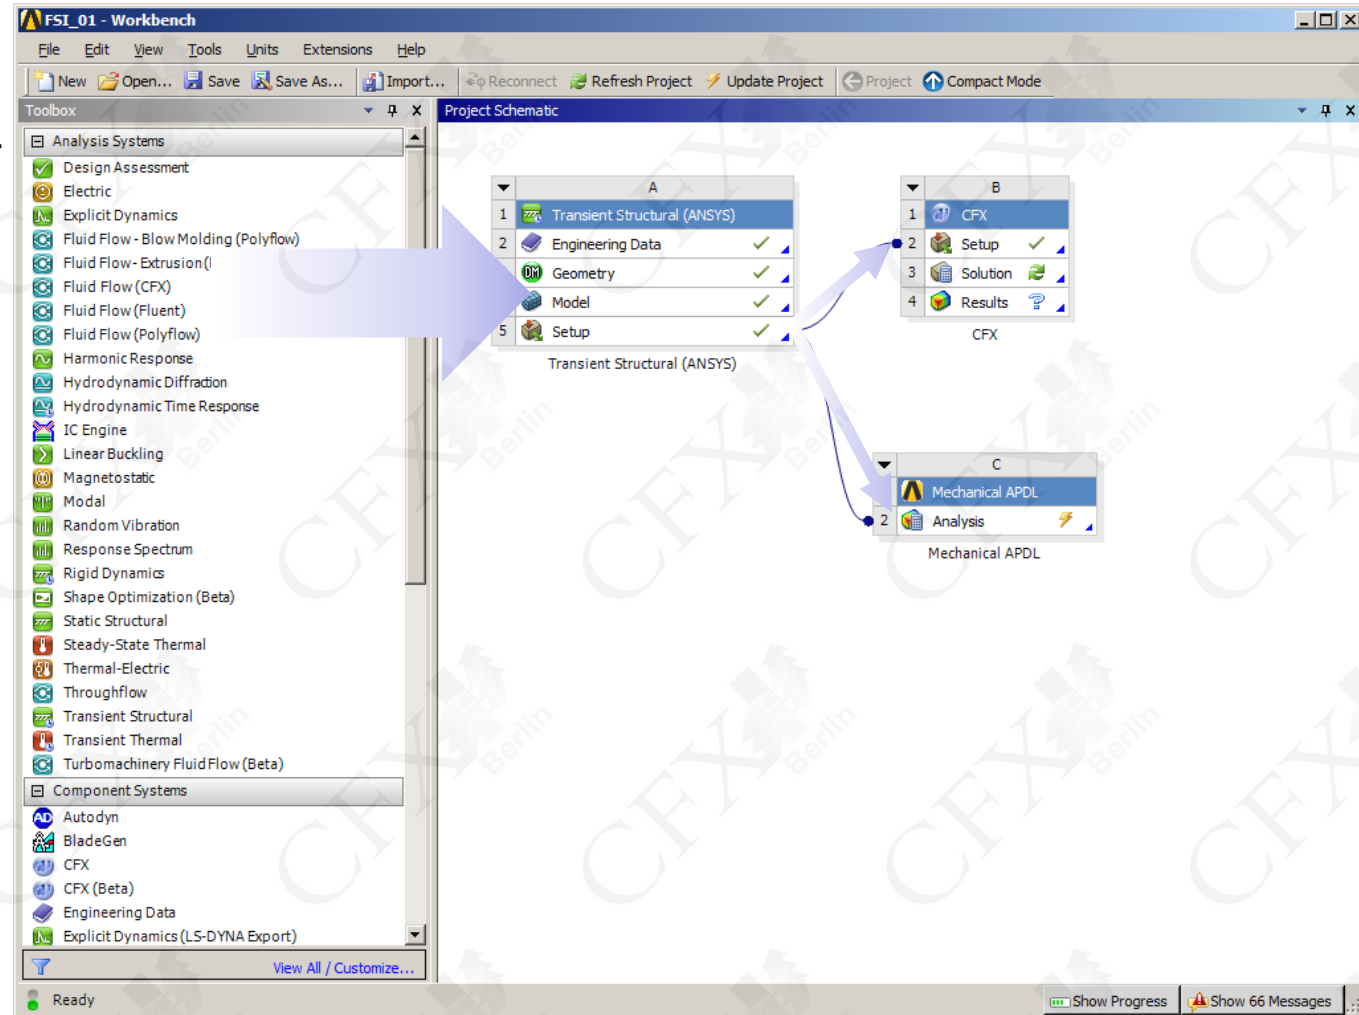 FSI_01 - Workbench
File Edit View Tools Units Extensions Help
New Open... Save Save As... Import... Reconnect Refresh Project Update Project Project Compact Mode
Toolbox
Analysis Systems
Design Assessment
Electric
Explicit Dynamics
Fluid Flow - Blow Molding (Polyflow)
Fluid Flow - Extrusion (
Fluid Flow (CFX)
Fluid Flow (Fluent)
Fluid Flow (Polyflow)
Harmonic Response
Hydrodynamic Diffraction
Hydrodynamic Time Response
IC Engine
Linear Buckling
Magnetostatic
Modal
Random Vibration
Response Spectrum
Rigid Dynamics
Shape Optimization (Beta)
Static Structural
Steady-State Thermal
Thermal-Electric
Throughflow
Transient Structural
Transient Thermal
Turbomachinery Fluid Flow (Beta)
Component Systems
Autodyn
BladeGen
CFX
CFX (Beta)
Engineering Data
Explicit Dynamics (LS-DYNA Export)
View All / Customize...
Project Schematic
A
1 Transient Structural (ANSYS)
2 Engineering Data
DM Geometry
Model
5 Setup
Transient Structural (ANSYS)
B
1 CFX
2 Setup
3 Solution
4 Results
CFX
C
Mechanical APDL
2 Analysis
Mechanical APDL
Ready
Show Progress Show 66 Messages
CFX Berlin